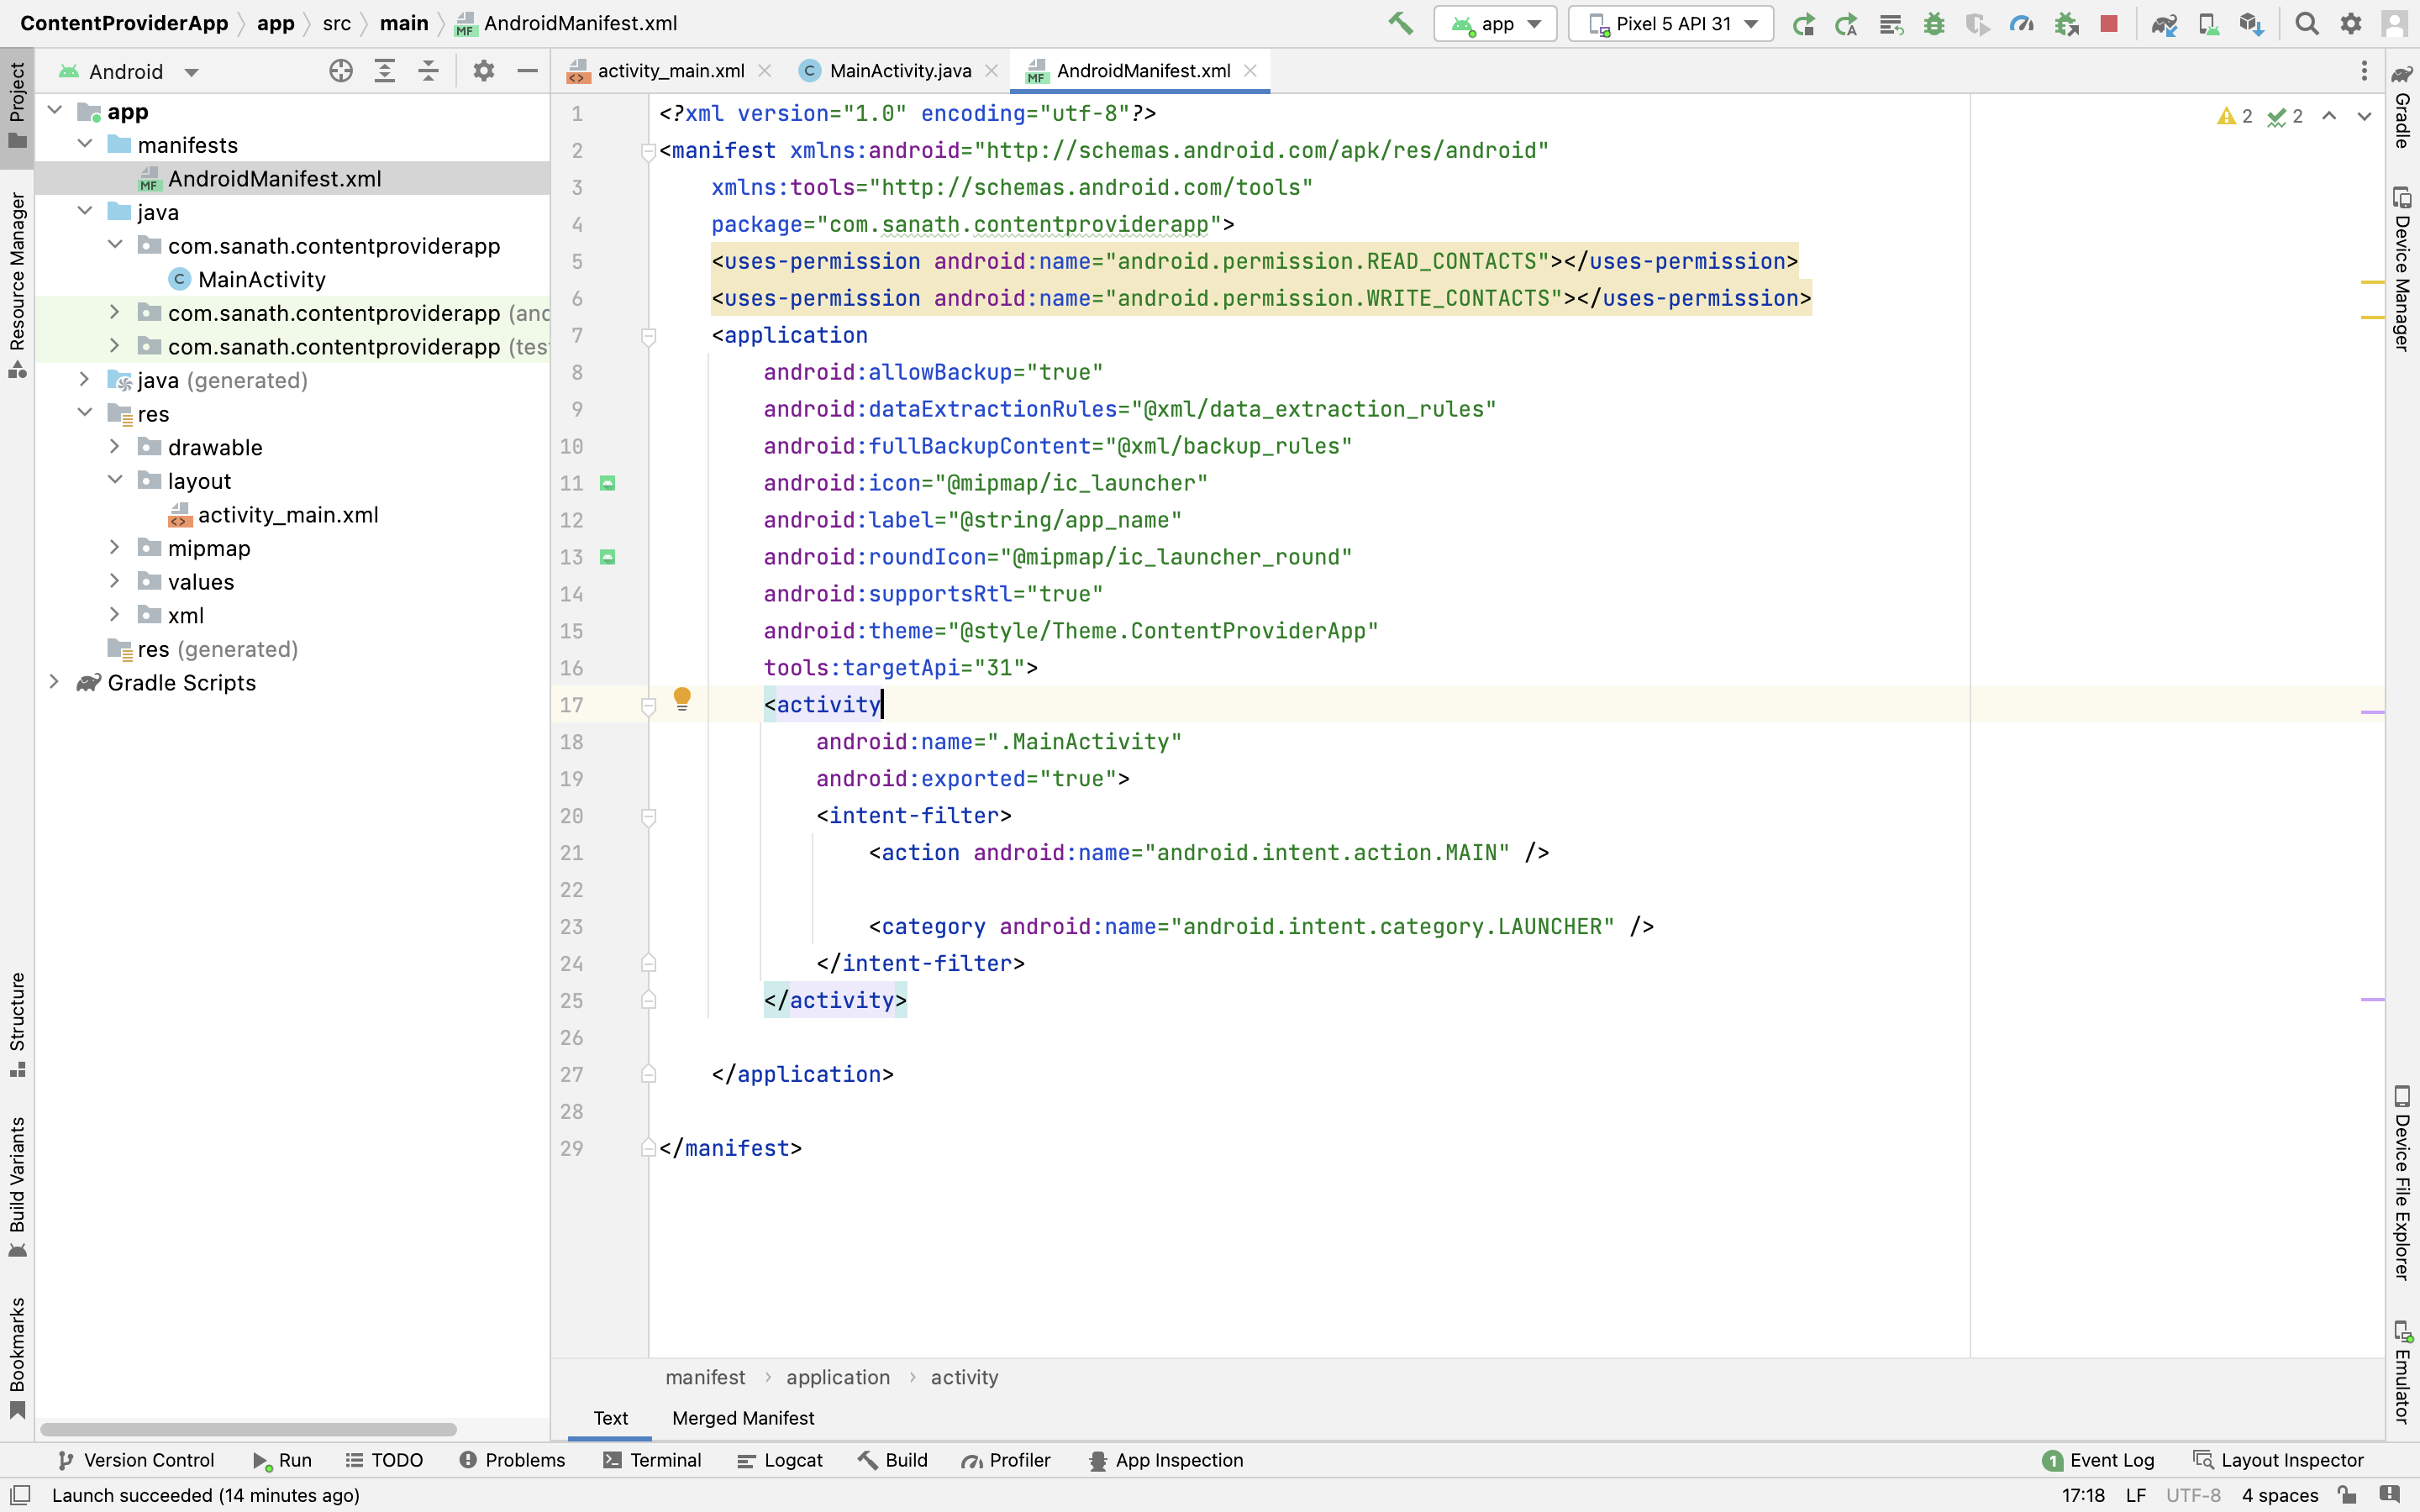 ContentProviderApp app src main AndroidManifest.xml
app
Pixel 5 API 31
Android
activity_main.xml
MainActivity.java
AndroidManifest.xml
Project
Resource Manager
Structure
Build Variants
Bookmarks
app
manifests
AndroidManifest.xml
java
com.sanath.contentproviderapp
MainActivity
com.sanath.contentproviderapp (and
com.sanath.contentproviderapp (tes
java (generated)
res
drawable
layout
activity_main.xml
mipmap
values
xml
res (generated)
Gradle Scripts
2 2
1 <?xml version="1.0" encoding="utf-8"?>
2 <manifest xmlns:android="http://schemas.android.com/apk/res/android"
3 xmlns:tools="http://schemas.android.com/tools"
4 package="com.sanath.contentproviderapp">
5 <uses-permission android:name="android.permission.READ_CONTACTS"></uses-permission>
6 <uses-permission android:name="android.permission.WRITE_CONTACTS"></uses-permission>
7 <application
8 android:allowBackup="true"
9 android:dataExtractionRules="@xml/data_extraction_rules"
10 android:fullBackupContent="@xml/backup_rules"
11 android:icon="@mipmap/ic_launcher"
12 android:label="@string/app_name"
13 android:roundIcon="@mipmap/ic_launcher_round"
14 android:supportsRtl="true"
15 android:theme="@style/Theme.ContentProviderApp"
16 tools:targetApi="31">
17 <activity
18 android:name=".MainActivity"
19 android:exported="true">
20 <intent-filter>
21 <action android:name="android.intent.action.MAIN" />
22
23 <category android:name="android.intent.category.LAUNCHER" />
24 </intent-filter>
25 </activity>
26
27 </application>
28
29 </manifest>
Gradle
Device Manager
Device File Explorer
Emulator
manifest application activity
Text Merged Manifest
Version Control Run TODO Problems Terminal Logcat Build Profiler App Inspection 1 Event Log Layout Inspector
Launch succeeded (14 minutes ago) 17:18 LF UTF-8 4 spaces